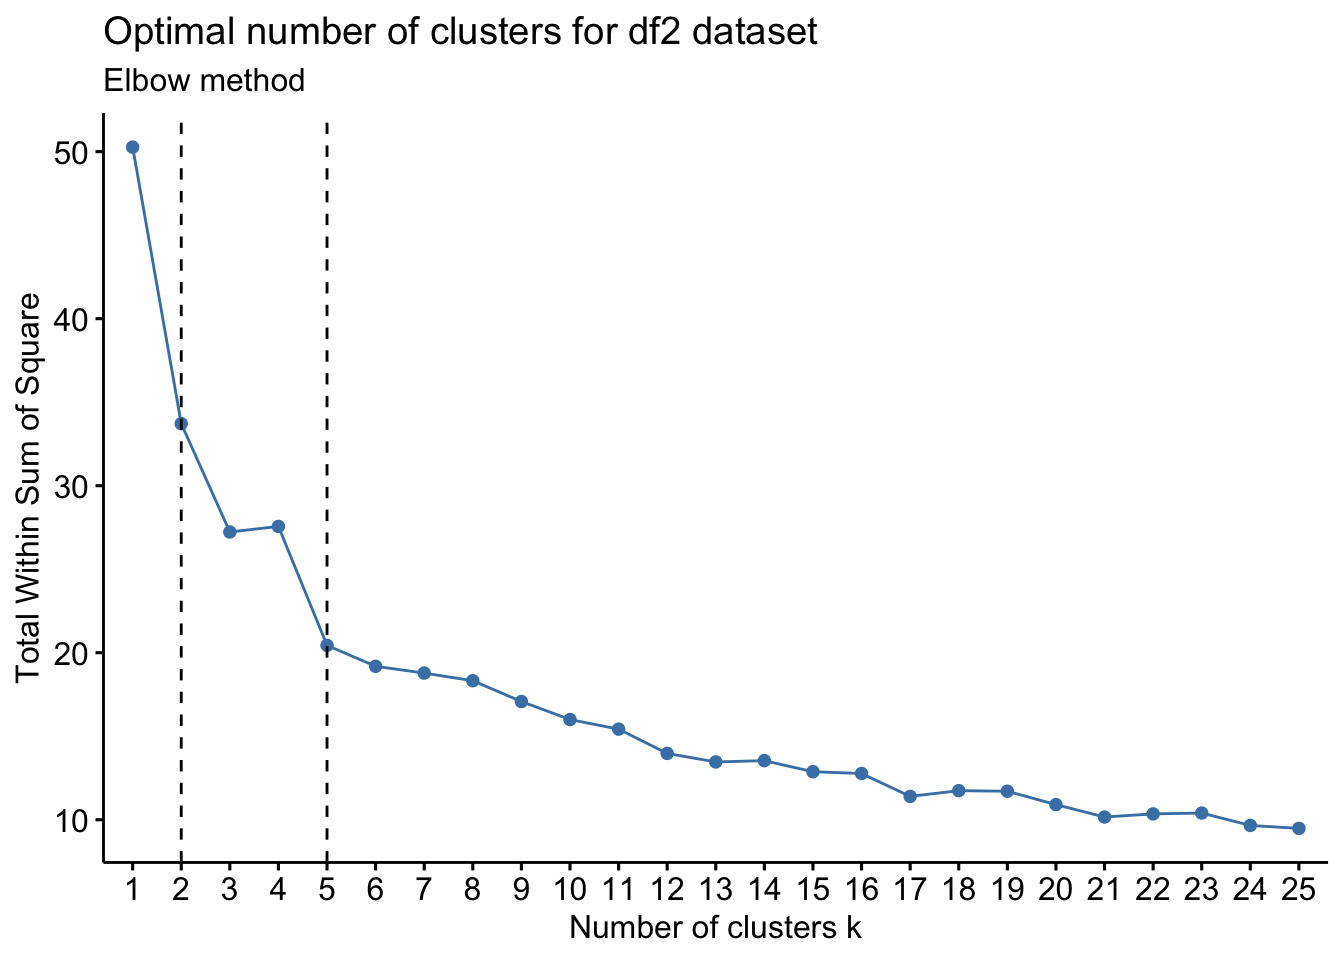 Optimal number of clusters for df2 dataset
Elbow method
Total Within Sum of Square
50
40
30
20
10
1 2 3 4 5 6 7 8 9 10 11 12 13 14 15 16 17 18 19 20 21 22 23 24 25
Number of clusters k